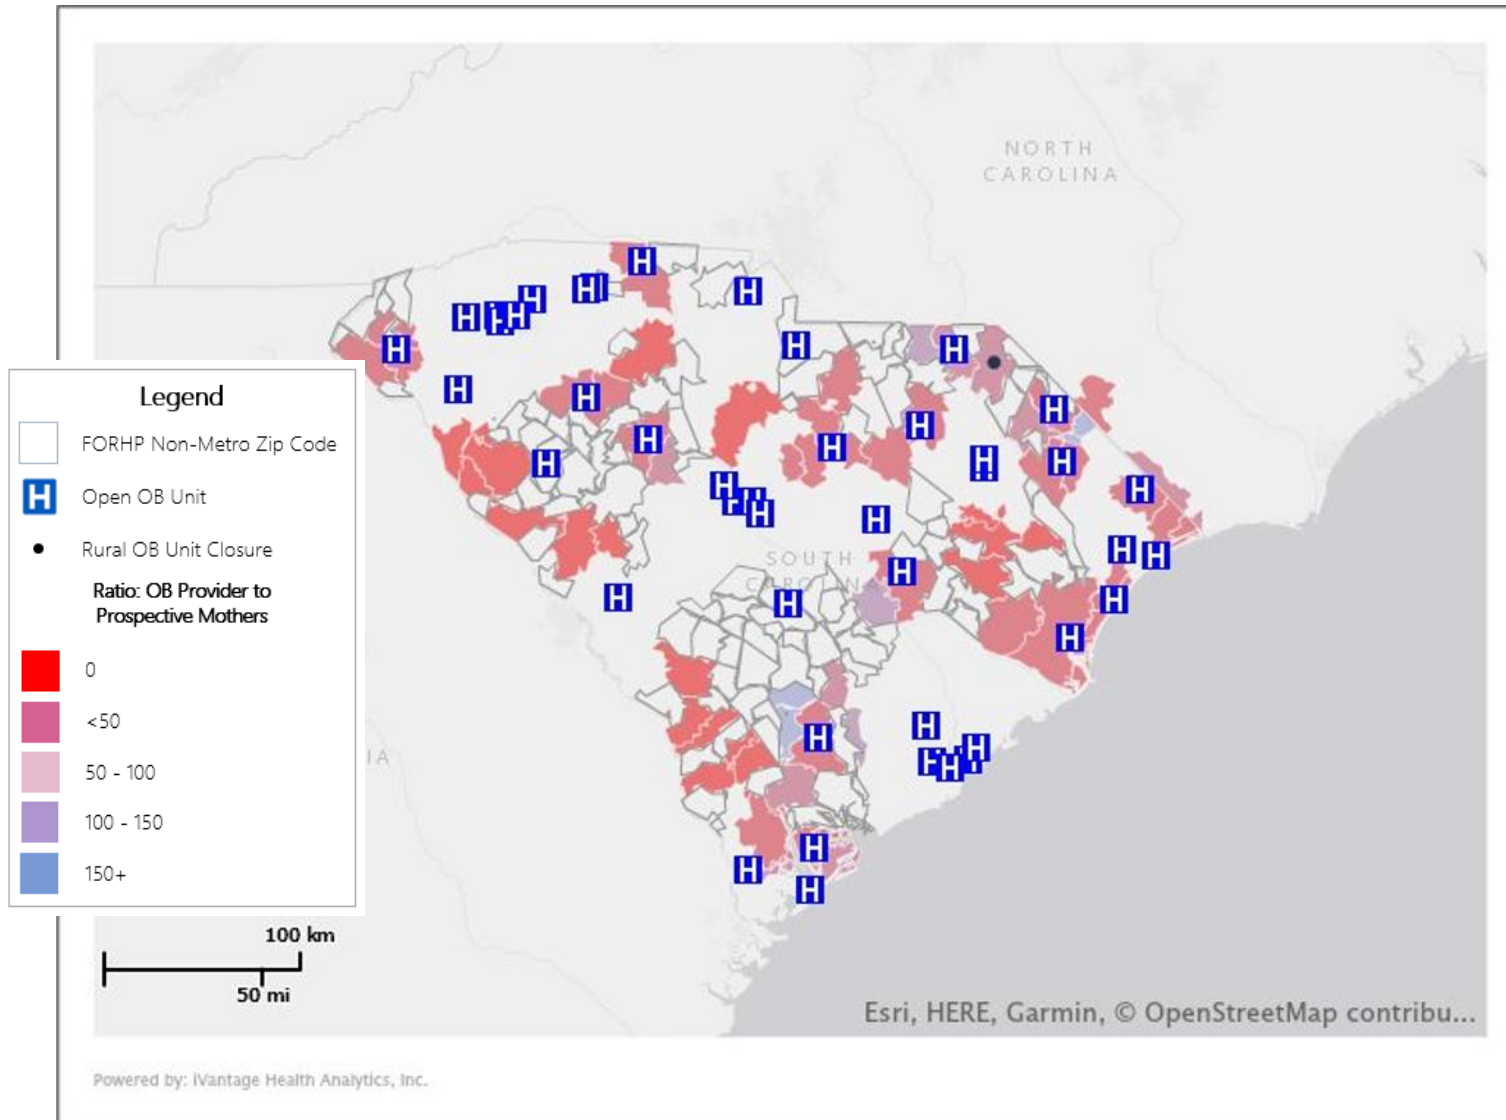 NORTH
CAROLINA
Legend
FORHP Non-Metro Zip Code
H Open OB Unit
Rural OB Unit Closure
Ratio: OB Provider to
Prospective Mothers
0
<50
50 - 100
100 - 150
150+
SOUTH
IA
100 km
50 mi
Esri, HERE, Garmin, © OpenStreetMap contribu...
Powered by: iVantage Health Analytics, Inc.